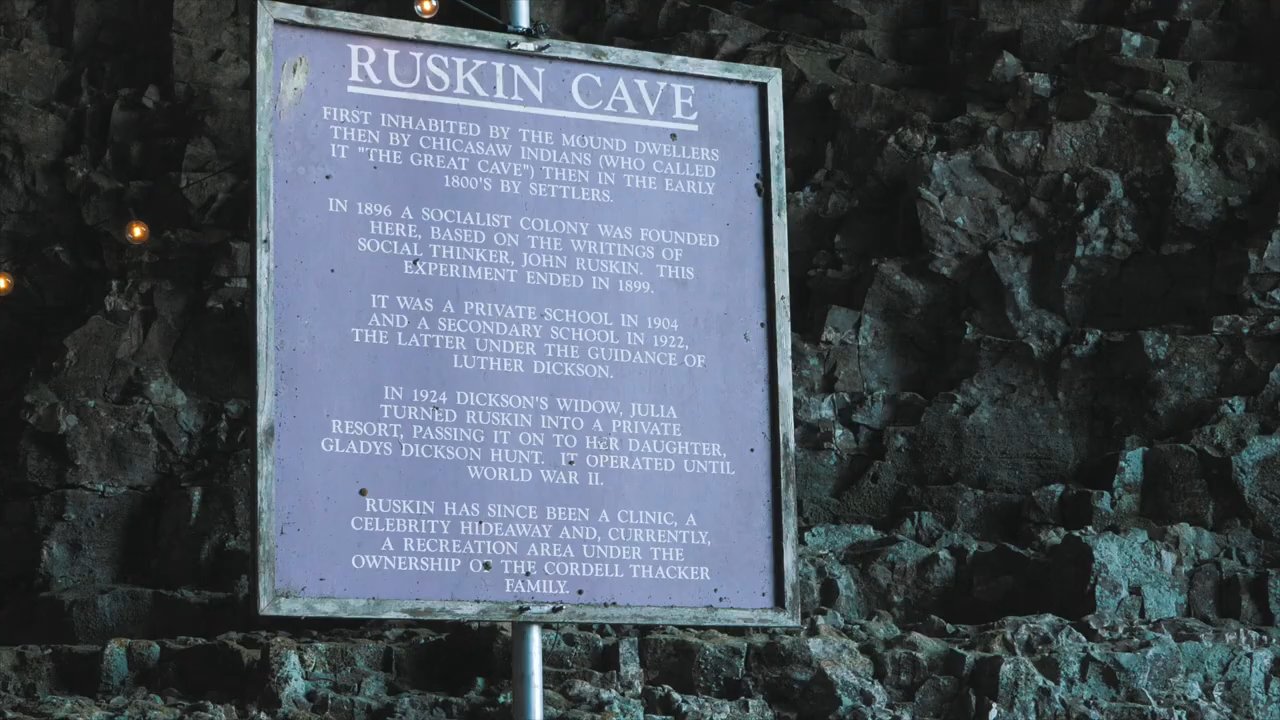 RUSKIN CAVE
FIRST INHABITED BY THE MOUND DWELLERS
THEN BY CHICASAW INDIANS (WHO CALLED
IT "THE GREAT CAVE") THEN IN THE EARLY
1800'S BY SETTLERS.
IN 1896 A SOCIALIST COLONY WAS FOUNDED
HERE, BASED ON THE WRITINGS OF
SOCIAL THINKER, JOHN RUSKIN. THIS
EXPERIMENT ENDED IN 1899.
IT WAS A PRIVATE SCHOOL IN 1904
AND A SECONDARY SCHOOL IN 1922,
THE LATTER UNDER THE GUIDANCE OF
LUTHER DICKSON.
IN 1924 DICKSON'S WIDOW, JULIA
TURNED RUSKIN INTO A PRIVATE
RESORT, PASSING IT ON TO HER DAUGHTER,
GLADYS DICKSON HUNT. IT OPERATED UNTIL
WORLD WAR II.
RUSKIN HAS SINCE BEEN A CLINIC, A
CELEBRITY HIDEAWAY AND, CURRENTLY,
A RECREATION AREA UNDER THE
OWNERSHIP OF THE CORDELL THACKER
FAMILY.